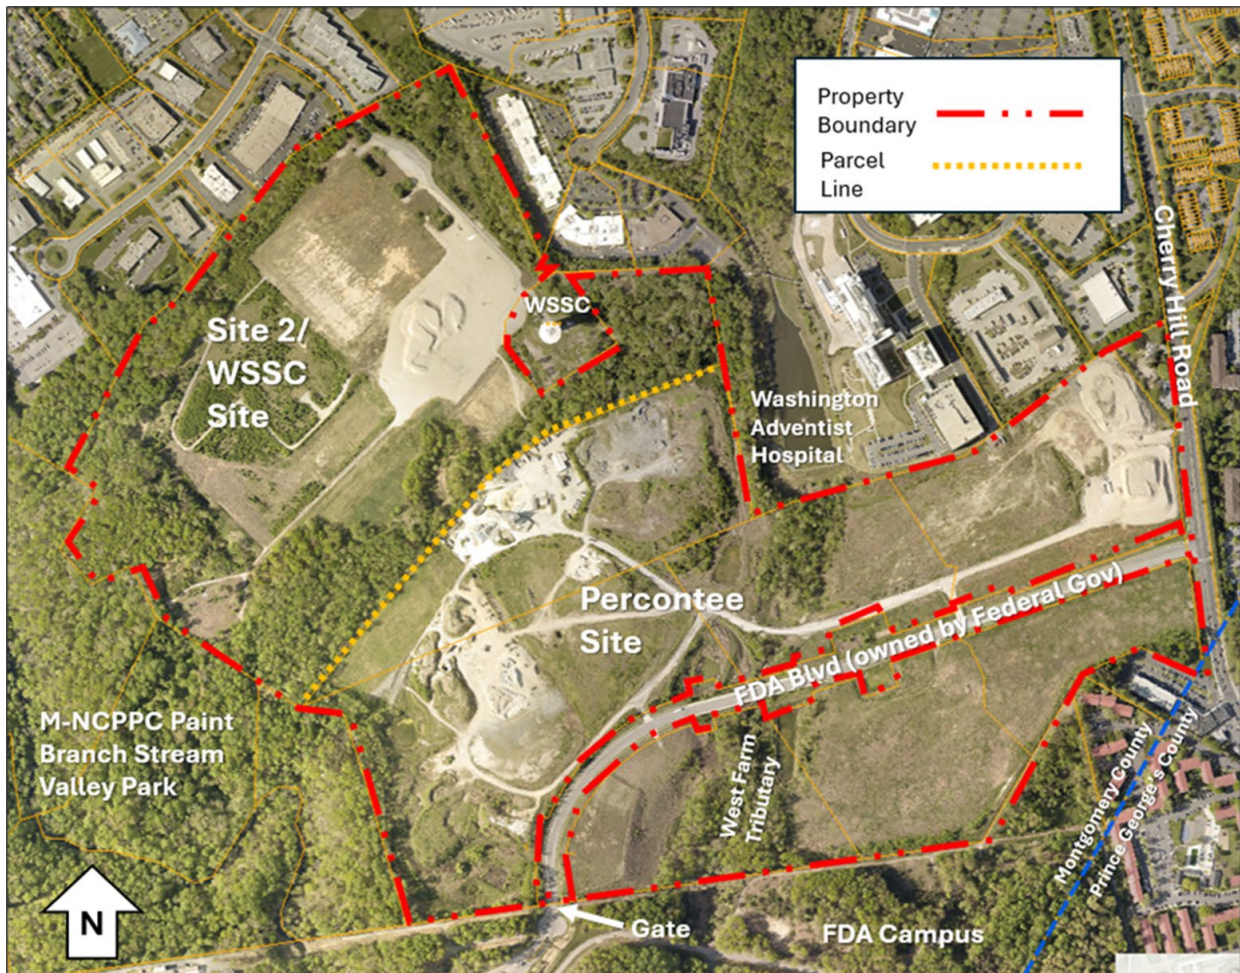 Property
Boundary
Parcel
Line
Cherry Hill Road
WSSC
Site 2/
WSSC
Site
Washington
Adventist
Hospital
Percontee
Site
FDA Blvd (owned by Federal Gov)
M-NCPPC Paint
Branch Stream
Valley Park
West Farm
Tributary
Montgomery County
Prince George's County
N
Gate
FDA Campus